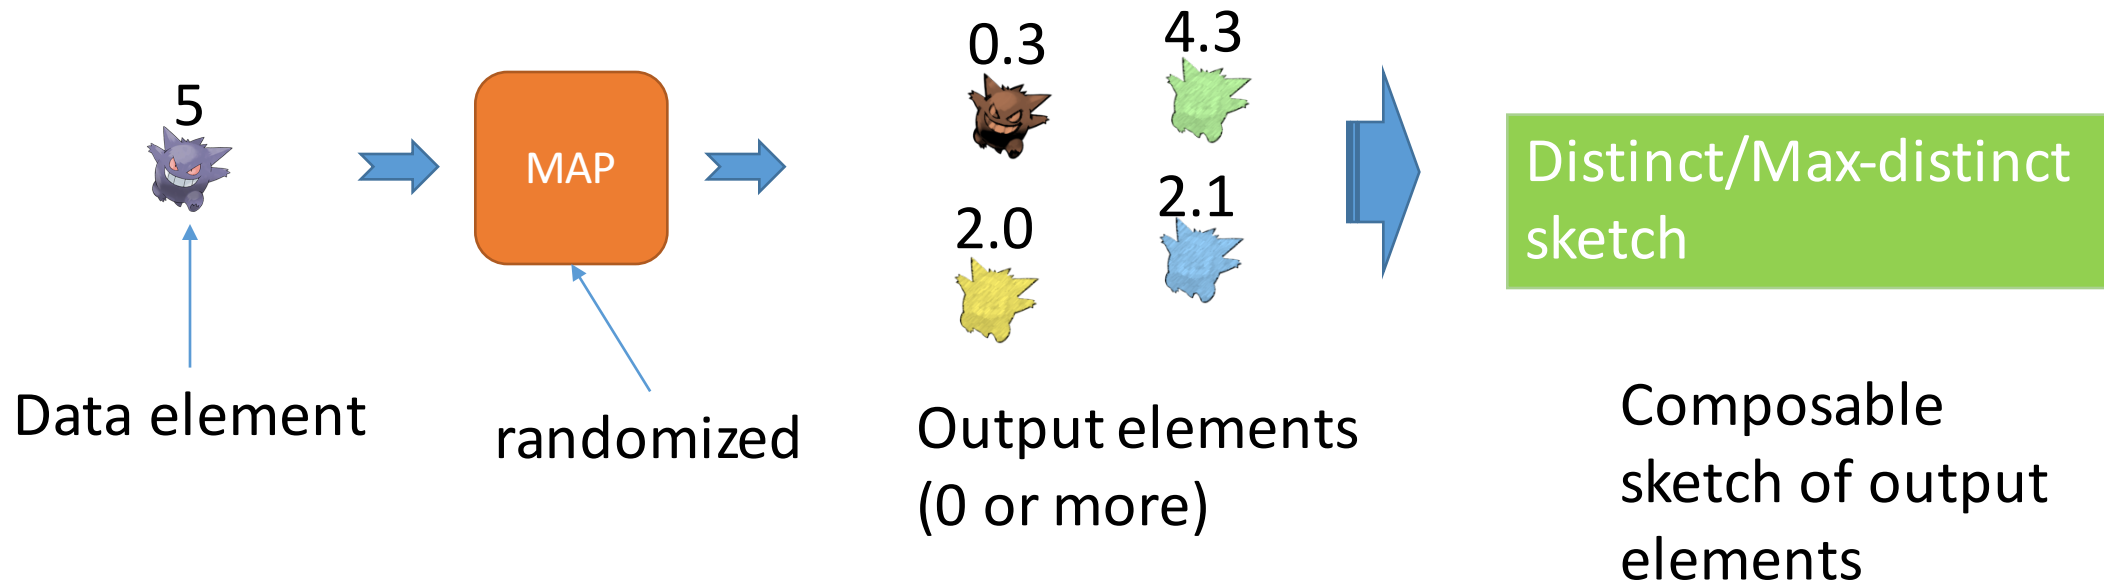 5
MAP
0.3
4.3
2.0
2.1
Distinct/Max-distinct
sketch
Data element
randomized
Output elements
(0 or more)
Composable
sketch of output
elements